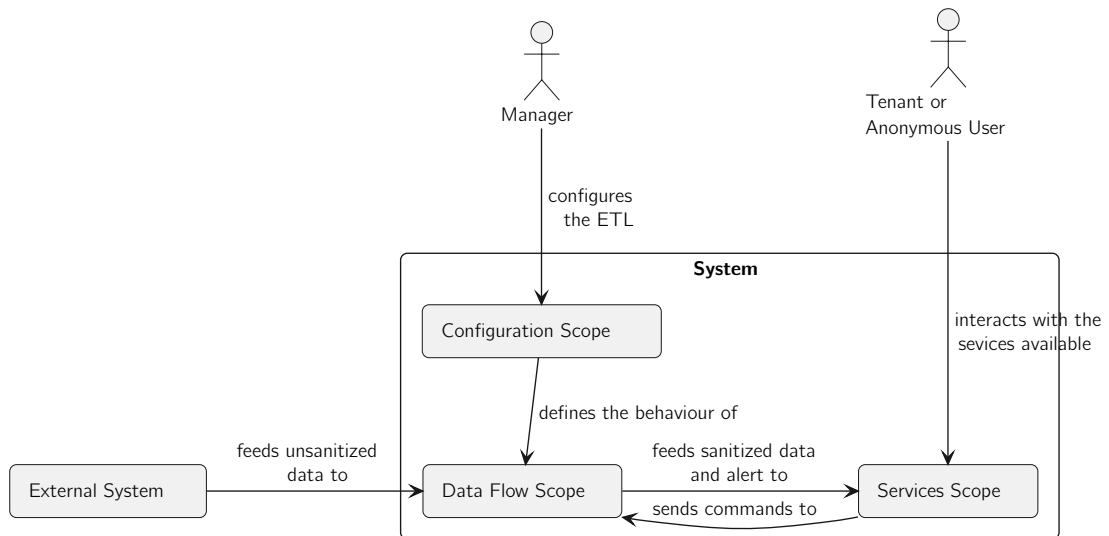 Manager
Tenant or
Anonymous User
configures
the ETL
System
Configuration Scope
interacts with the
sevices available
defines the behaviour of
feeds unsanitized
data to
feeds sanitized data
and alert to
External System
Data Flow Scope
Services Scope
sends commands to